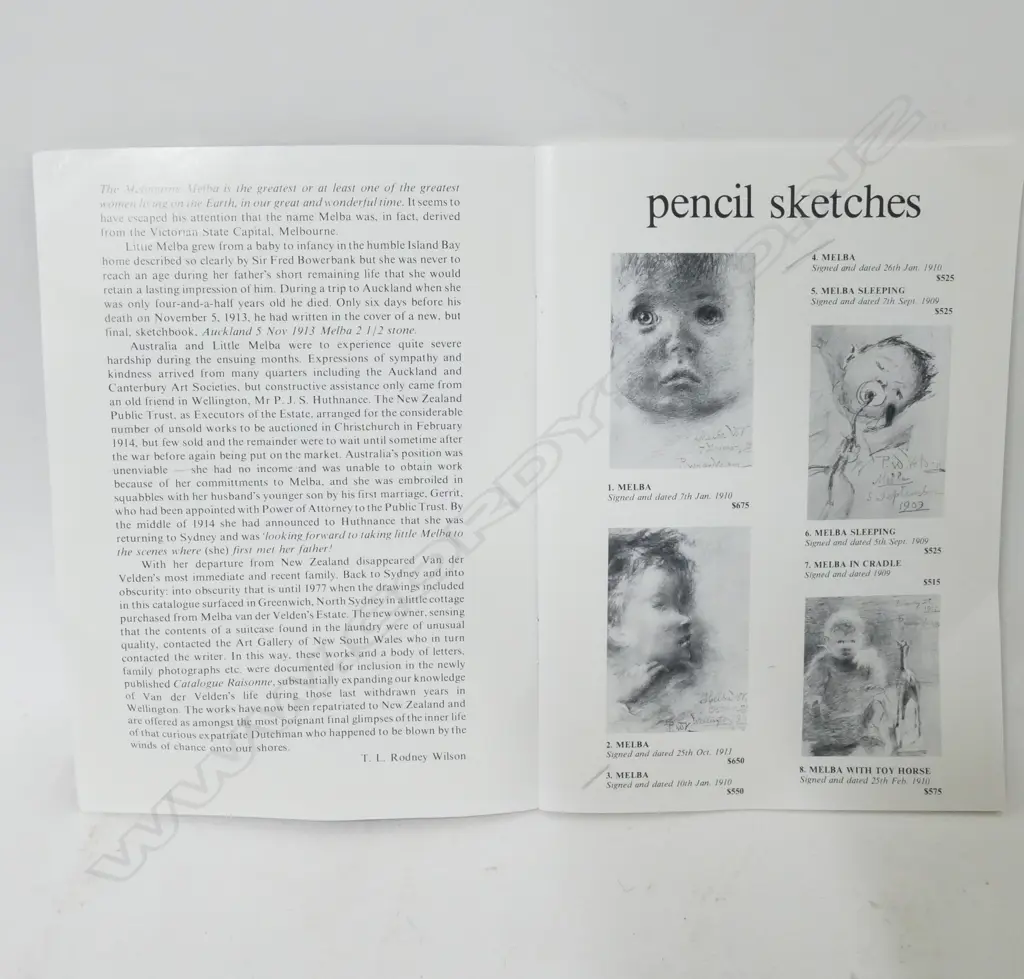 The Melbourne Melba is the greatest or at least one of the greatest
women living on the Earth, in our great and wonderful time. It seems to
have escaped his attention that the name Melba was, in fact, derived
from the Victorian State Capital, Melbourne.
Little Melba grew from a baby to infancy in the humble Island Bay
home described so clearly by Sir Fred Bowerbank but she was never to
reach an age during her father's short remaining life that she would
retain a lasting impression of him. During a trip to Auckland when she
was only four-and-a-half years old he died. Only six days before his
death on November 5, 1913, he had written in the cover of a new, but
final, sketchbook, Auckland 5 Nov 1913 Melba 2 1/2 stone.
Australia and Little Melba were to experience quite severe
hardship during the ensuing months. Expressions of sympathy and
kindness arrived from many quarters including the Auckland and
Canterbury Art Societies, but constructive assistance only came from
an old friend in Wellington, Mr P. J. S. Huthnance. The New Zealand
Public Trust, as Executors of the Estate, arranged for the considerable
number of unsold works to be auctioned in Christchurch in February
1914, but few sold and the remainder were to wait until sometime after
the war before again being put on the market. Australia's position was
unenviable — she had no income and was unable to obtain work
because of her committments to Melba, and she was embroiled in
squabbles with her husband's younger son by his first marriage, Gerrit,
who had been appointed with Power of Attorney to the Public Trust. By
the middle of 1914 she had announced to Huthnance that she was
returning to Sydney and was 'looking forward to taking little Melba to
the scenes where (she) first met her father!
With her departure from New Zealand disappeared Van der
Velden's most immediate and recent family. Back to Sydney and into
obscurity: into obscurity that is until 1977 when the drawings included
in this catalogue surfaced in Greenwich, North Sydney in a little cottage
purchased from Melba van der Velden's Estate. The new owner, sensing
that the contents of a suitcase found in the laundry were of unusual
quality, contacted the Art Gallery of New South Wales who in turn
contacted the writer. In this way, these works and a body of letters,
family photographs etc. were documented for inclusion in the newly
published Catalogue Raisonne, substantially expanding our knowledge
of Van der Velden's life during those last withdrawn years in
Wellington. The works have now been repatriated to New Zealand and
are offered as amongst the most poignant final glimpses of the inner life
of that curious expatriate Dutchman who happened to be blown by the
winds of chance onto our shores.
T. L. Rodney Wilson
pencil sketches
1. MELBA
Signed and dated 7th Jan. 1910
$675
2. MELBA
Signed and dated 25th Oct. 1911
$650
3. MELBA
Signed and dated 10th Jan. 1910
$550
4. MELBA
Signed and dated 26th Jan. 1910
$525
5. MELBA SLEEPING
Signed and dated 7th Sept. 1909
$525
5 September
1909
6. MELBA SLEEPING
Signed and dated 5th Sept. 1909
$525
7. MELBA IN CRADLE
Signed and dated 1909
$515
8. MELBA WITH TOY HORSE
Signed and dated 25th Feb. 1910
$575